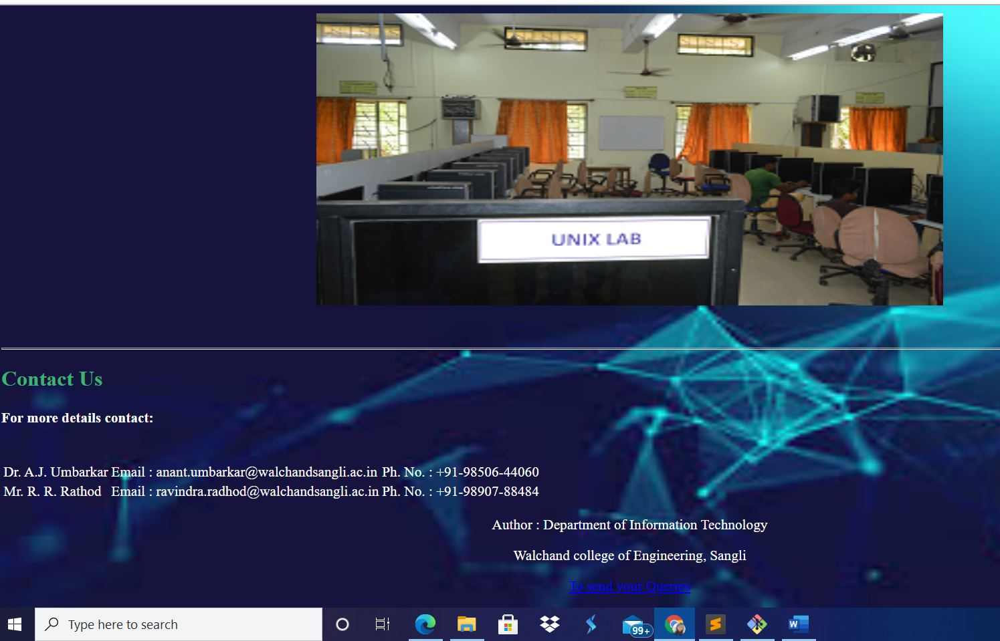 UNIX LAB
Contact Us
For more details contact:
Dr. A.J. Umbarkar Email : anant.umbarkar@walchandsangli.ac.in Ph. No. : +91-98506-44060
Mr. R. R. Rathod Email : ravindra.radhod@walchandsangli.ac.in Ph. No. : +91-98907-88484
Author : Department of Information Technology
Walchand college of Engineering, Sangli
To send your Queries
Type here to search
99+